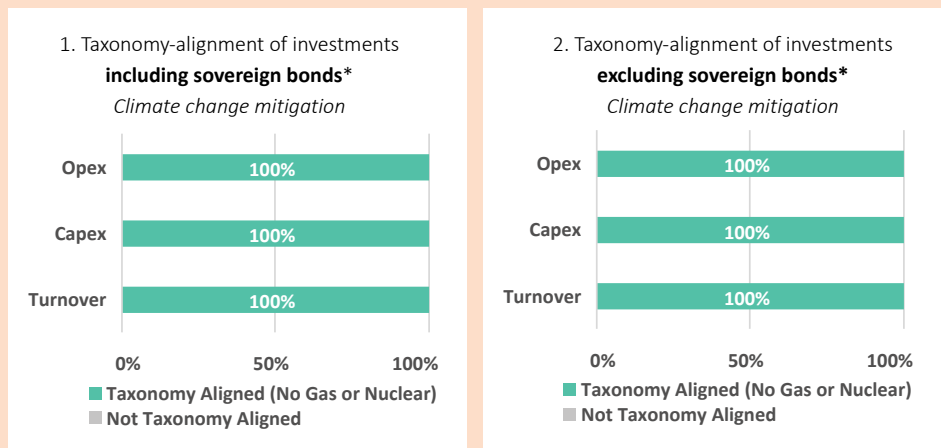 1. Taxonomy-alignment of investments
including sovereign bonds*
Climate change mitigation
Opex
100%
Capex
100%
Turnover
100%
0% 50% 100%
Taxonomy Aligned (No Gas or Nuclear)
Not Taxonomy Aligned
2. Taxonomy-alignment of investments
excluding sovereign bonds*
Climate change mitigation
Opex
100%
Capex
100%
Turnover
100%
0% 50% 100%
Taxonomy Aligned (No Gas or Nuclear)
Not Taxonomy Aligned